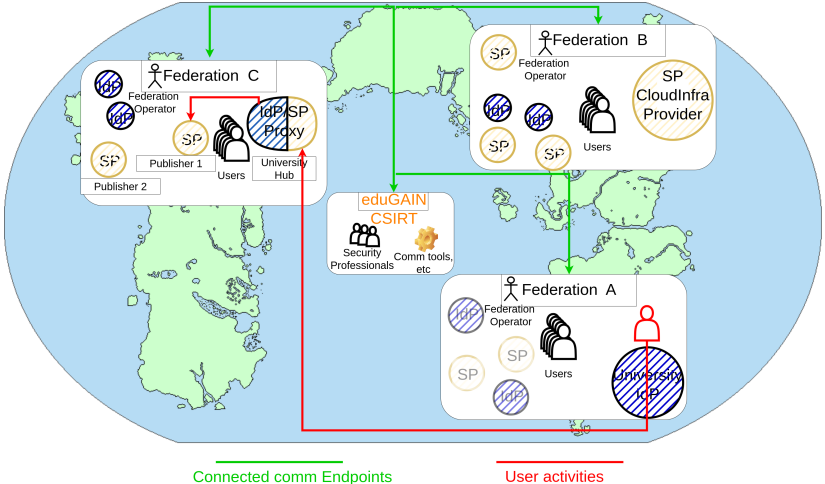 Federation B
SP
Federation
Operator
SP
CloudInfra
Provider
IdP
IdP
Users
SP
SP
Federation C
IdP
Federation
Operator
IdP
IdP/SP
Proxy
SP
SP
Publisher 1
Users
University
Hub
Publisher 2
eduGAIN
CSIRT
Security
Professionals
Comm tools,
etc
Federation A
IdP
Federation
Operator
SP
Users
SP
University
IdP
IdP
Connected comm Endpoints
User activities